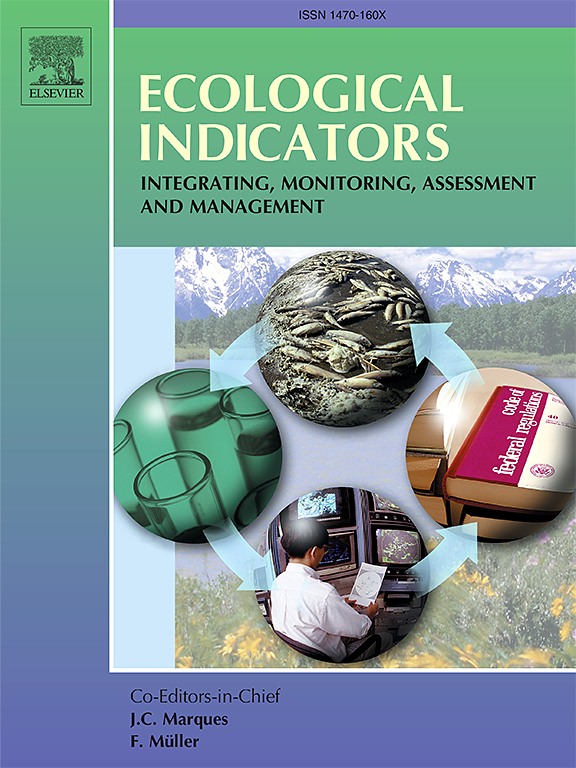 ISSN 1470-160X
ELSEVIER
ECOLOGICAL
INDICATORS
INTEGRATING, MONITORING, ASSESSMENT
AND MANAGEMENT
code of
federal regulations
40
Co-Editors-in-Chief
J.C. Marques
F. Müller